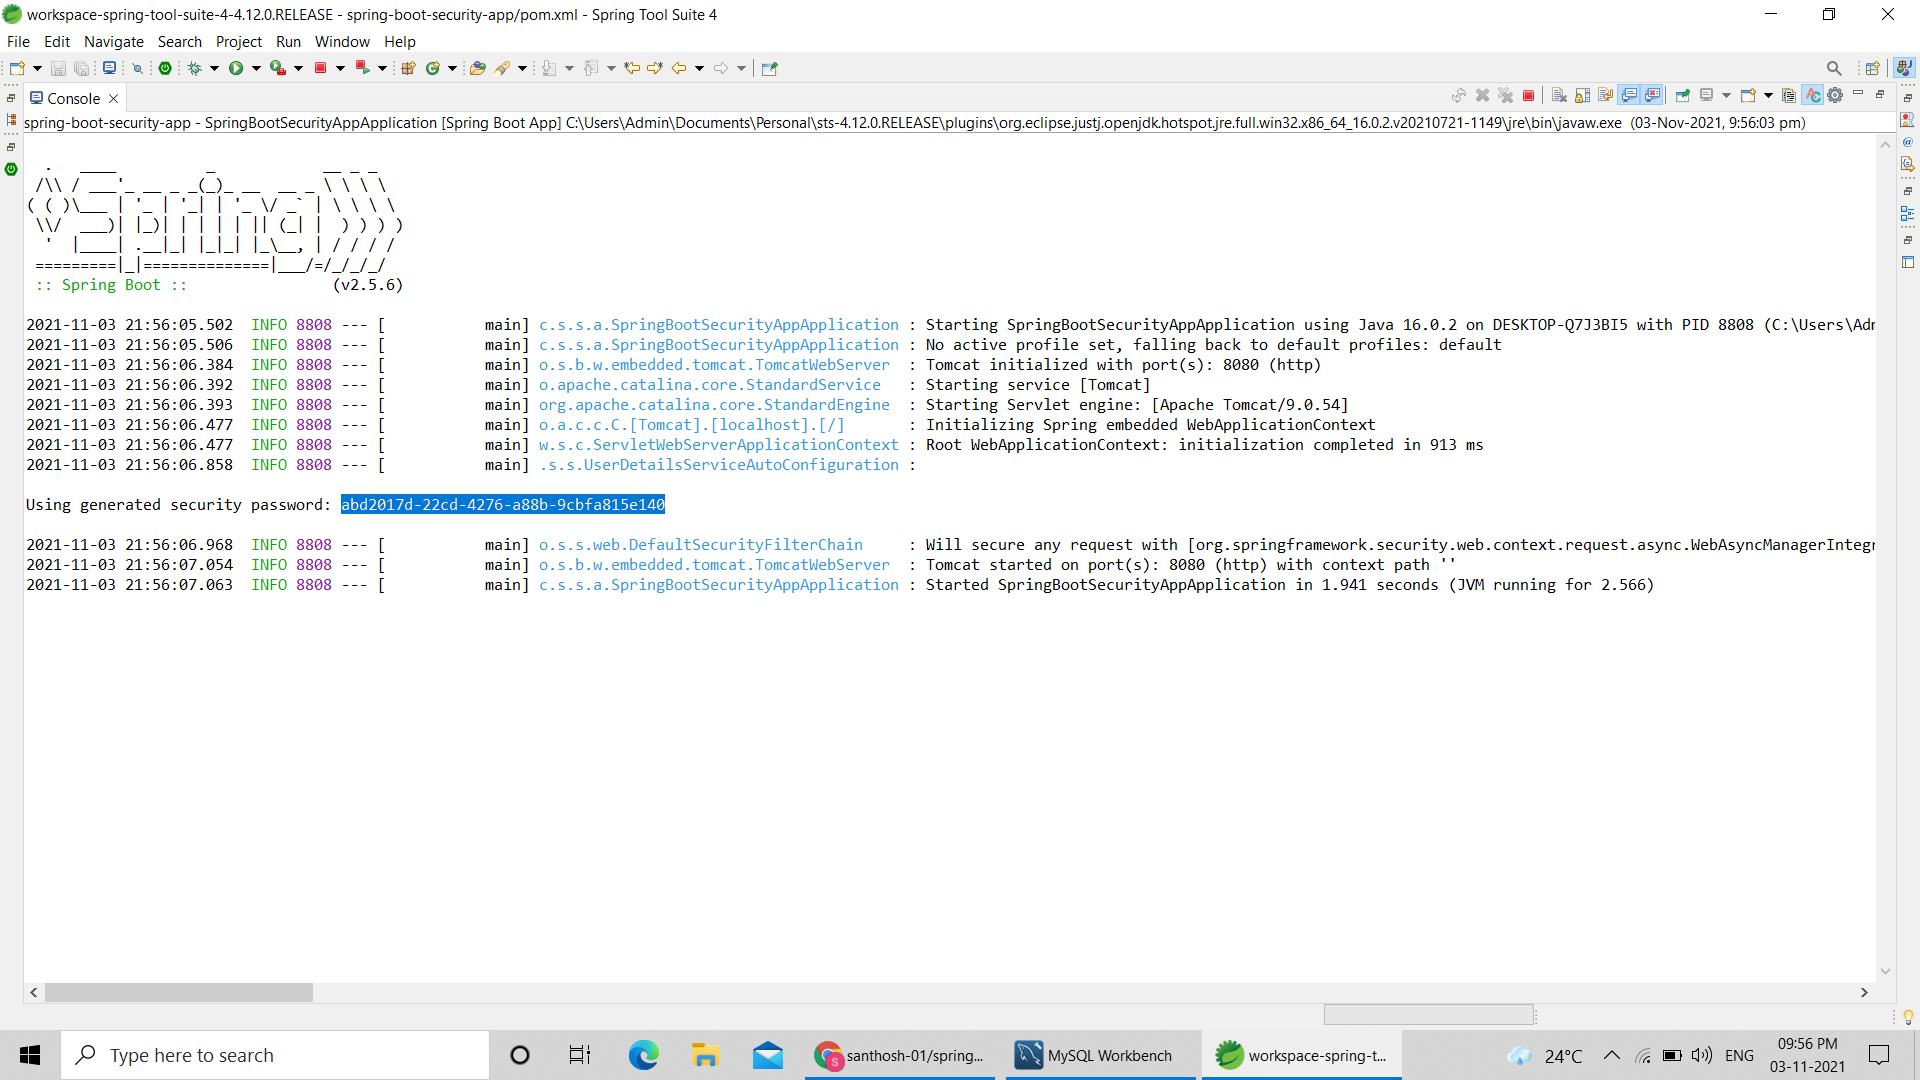 workspace-spring-tool-suite-4-4.12.0.RELEASE - spring-boot-security-app/pom.xml - Spring Tool Suite 4
File Edit Navigate Search Project Run Window Help
Console
spring-boot-security-app - SpringBootSecurityAppApplication [Spring Boot App] C:\Users\Admin\Documents\Personal\sts-4.12.0.RELEASE\plugins\org.eclipse.justj.openjdk.hotspot.jre.full.win32.x86_64_16.0.2.v20210721-1149\jre\bin\javaw.exe (03-Nov-2021, 9:56:03 pm)
  .   ____          _            __ _ _
 /\\ / ___'_ __ _ _(_)_ __  __ _ \ \ \ \
( ( )\___ | '_ | '_| | '_ \/ _` | \ \ \ \
 \\/  ___)| |_)| | | | | || (_| |  ) ) ) )
  '  |____| .__|_| |_|_| |_\__, | / / / /
 =========|_|==============|___/=/_/_/_/
 :: Spring Boot ::                (v2.5.6)
2021-11-03 21:56:05.502  INFO 8808 --- [           main] c.s.s.a.SpringBootSecurityAppApplication : Starting SpringBootSecurityAppApplication using Java 16.0.2 on DESKTOP-Q7J3BI5 with PID 8808 (C:\Users\Adm
2021-11-03 21:56:05.506  INFO 8808 --- [           main] c.s.s.a.SpringBootSecurityAppApplication : No active profile set, falling back to default profiles: default
2021-11-03 21:56:06.384  INFO 8808 --- [           main] o.s.b.w.embedded.tomcat.TomcatWebServer  : Tomcat initialized with port(s): 8080 (http)
2021-11-03 21:56:06.392  INFO 8808 --- [           main] o.apache.catalina.core.StandardService   : Starting service [Tomcat]
2021-11-03 21:56:06.393  INFO 8808 --- [           main] org.apache.catalina.core.StandardEngine  : Starting Servlet engine: [Apache Tomcat/9.0.54]
2021-11-03 21:56:06.477  INFO 8808 --- [           main] o.a.c.c.C.[Tomcat].[localhost].[/]       : Initializing Spring embedded WebApplicationContext
2021-11-03 21:56:06.477  INFO 8808 --- [           main] w.s.c.ServletWebServerApplicationContext : Root WebApplicationContext: initialization completed in 913 ms
2021-11-03 21:56:06.858  INFO 8808 --- [           main] .s.s.UserDetailsServiceAutoConfiguration :
Using generated security password: abd2017d-22cd-4276-a88b-9cbfa815e140
2021-11-03 21:56:06.968  INFO 8808 --- [           main] o.s.s.web.DefaultSecurityFilterChain     : Will secure any request with [org.springframework.security.web.context.request.async.WebAsyncManagerIntegr
2021-11-03 21:56:07.054  INFO 8808 --- [           main] o.s.b.w.embedded.tomcat.TomcatWebServer  : Tomcat started on port(s): 8080 (http) with context path ''
2021-11-03 21:56:07.063  INFO 8808 --- [           main] c.s.s.a.SpringBootSecurityAppApplication : Started SpringBootSecurityAppApplication in 1.941 seconds (JVM running for 2.566)
Type here to search
santhosh-01/spring...
MySQL Workbench
workspace-spring-t...
24°C
ENG
09:56 PM
03-11-2021